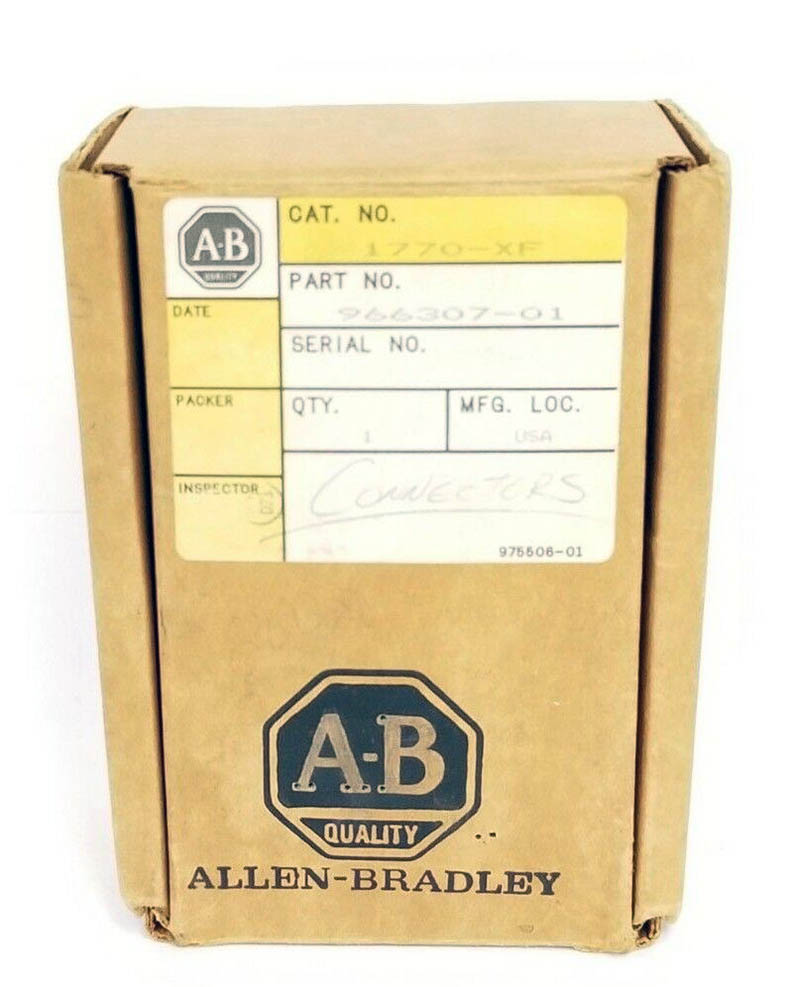 A-B
QUALITY
CAT. NO.
1770-XF
PART NO.
966307-01
DATE
SERIAL NO.
PACKER
QTY.
1
MFG. LOC.
USA
INSPECTOR
CONNECTORS
975506-01
A-B
QUALITY
ALLEN-BRADLEY